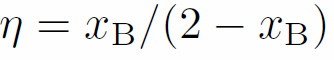 η = x_B/(2 − x_B)